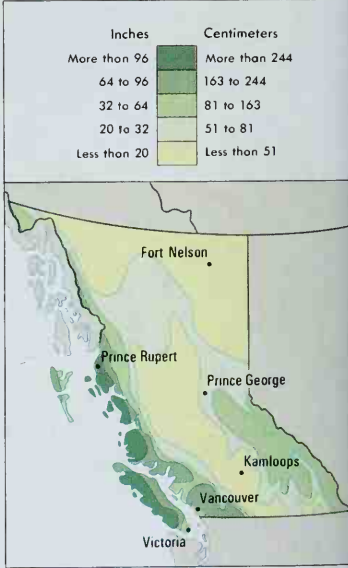 Inches Centimeters
More than 96 More than 244
64 to 96 163 to 244
32 to 64 81 to 163
20 to 32 51 to 81
Less than 20 Less than 51
Fort Nelson
Prince Rupert
Prince George
Kamloops
Vancouver
Victoria